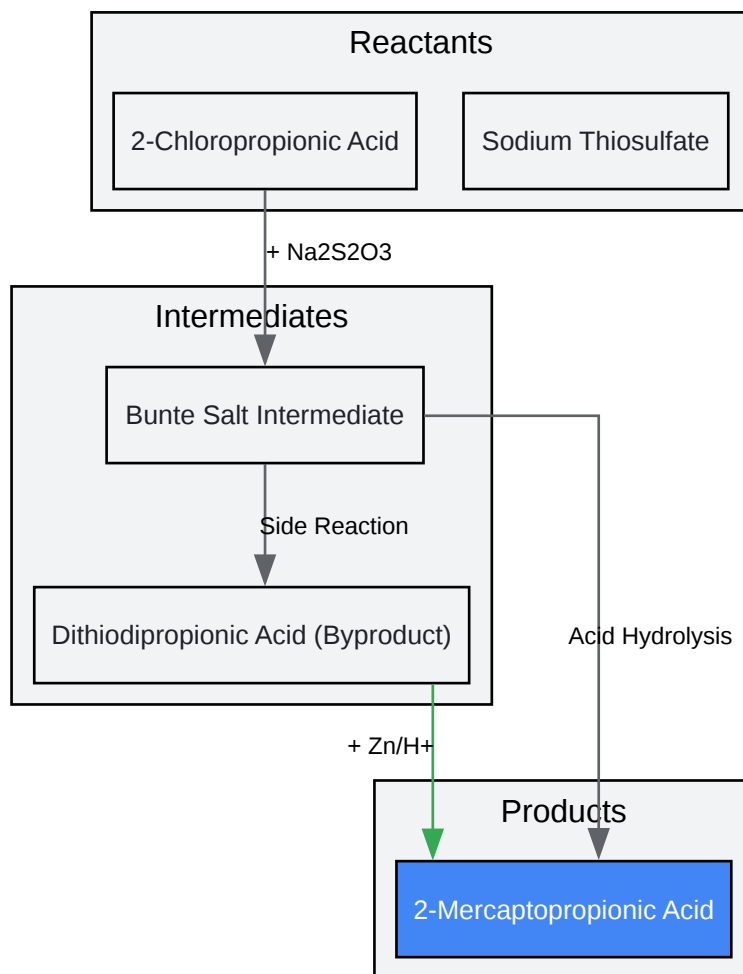 Reactants
2-Chloropropionic Acid
Sodium Thiosulfate
+ Na2S2O3
Intermediates
Bunte Salt Intermediate
Side Reaction
Dithiodipropionic Acid (Byproduct)
Acid Hydrolysis
+ Zn/H+
Products
2-Mercaptopropionic Acid